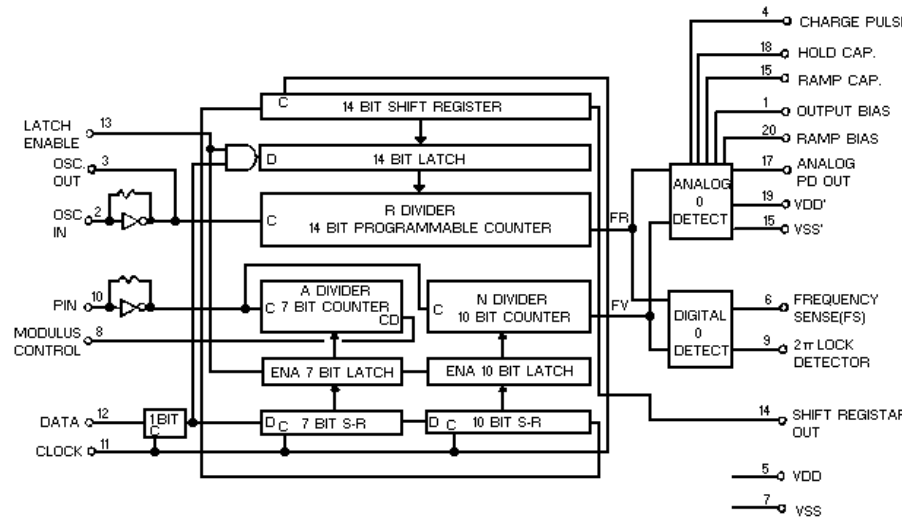 4
CHARGE PULSE
18
HOLD CAP.
15
RAMP CAP.
C
14 BIT SHIFT REGISTER
1
OUTPUT BIAS
LATCH
ENABLE
13
20
RAMP BIAS
D
14 BIT LATCH
OSC.
OUT
3
17
ANALOG
PD OUT
ANALOG
0
DETECT
R DIVIDER
14 BIT PROGRAMMABLE COUNTER
C
FR
19
VDD'
OSC
IN
2
15
VSS'
A DIVIDER
7 BIT COUNTER
C
CD
N DIVIDER
10 BIT COUNTER
C
FV
PIN
10
6
FREQUENCY
SENSE(FS)
DIGITAL
0
DETECT
MODULUS
CONTROL
8
9
2π LOCK
DETECTOR
ENA 7 BIT LATCH
ENA 10 BIT LATCH
DATA
12
1BIT
C
D C 7 BIT S-R
D C 10 BIT S-R
14
SHIFT REGISTAR
OUT
CLOCK
11
5
VDD
7
VSS